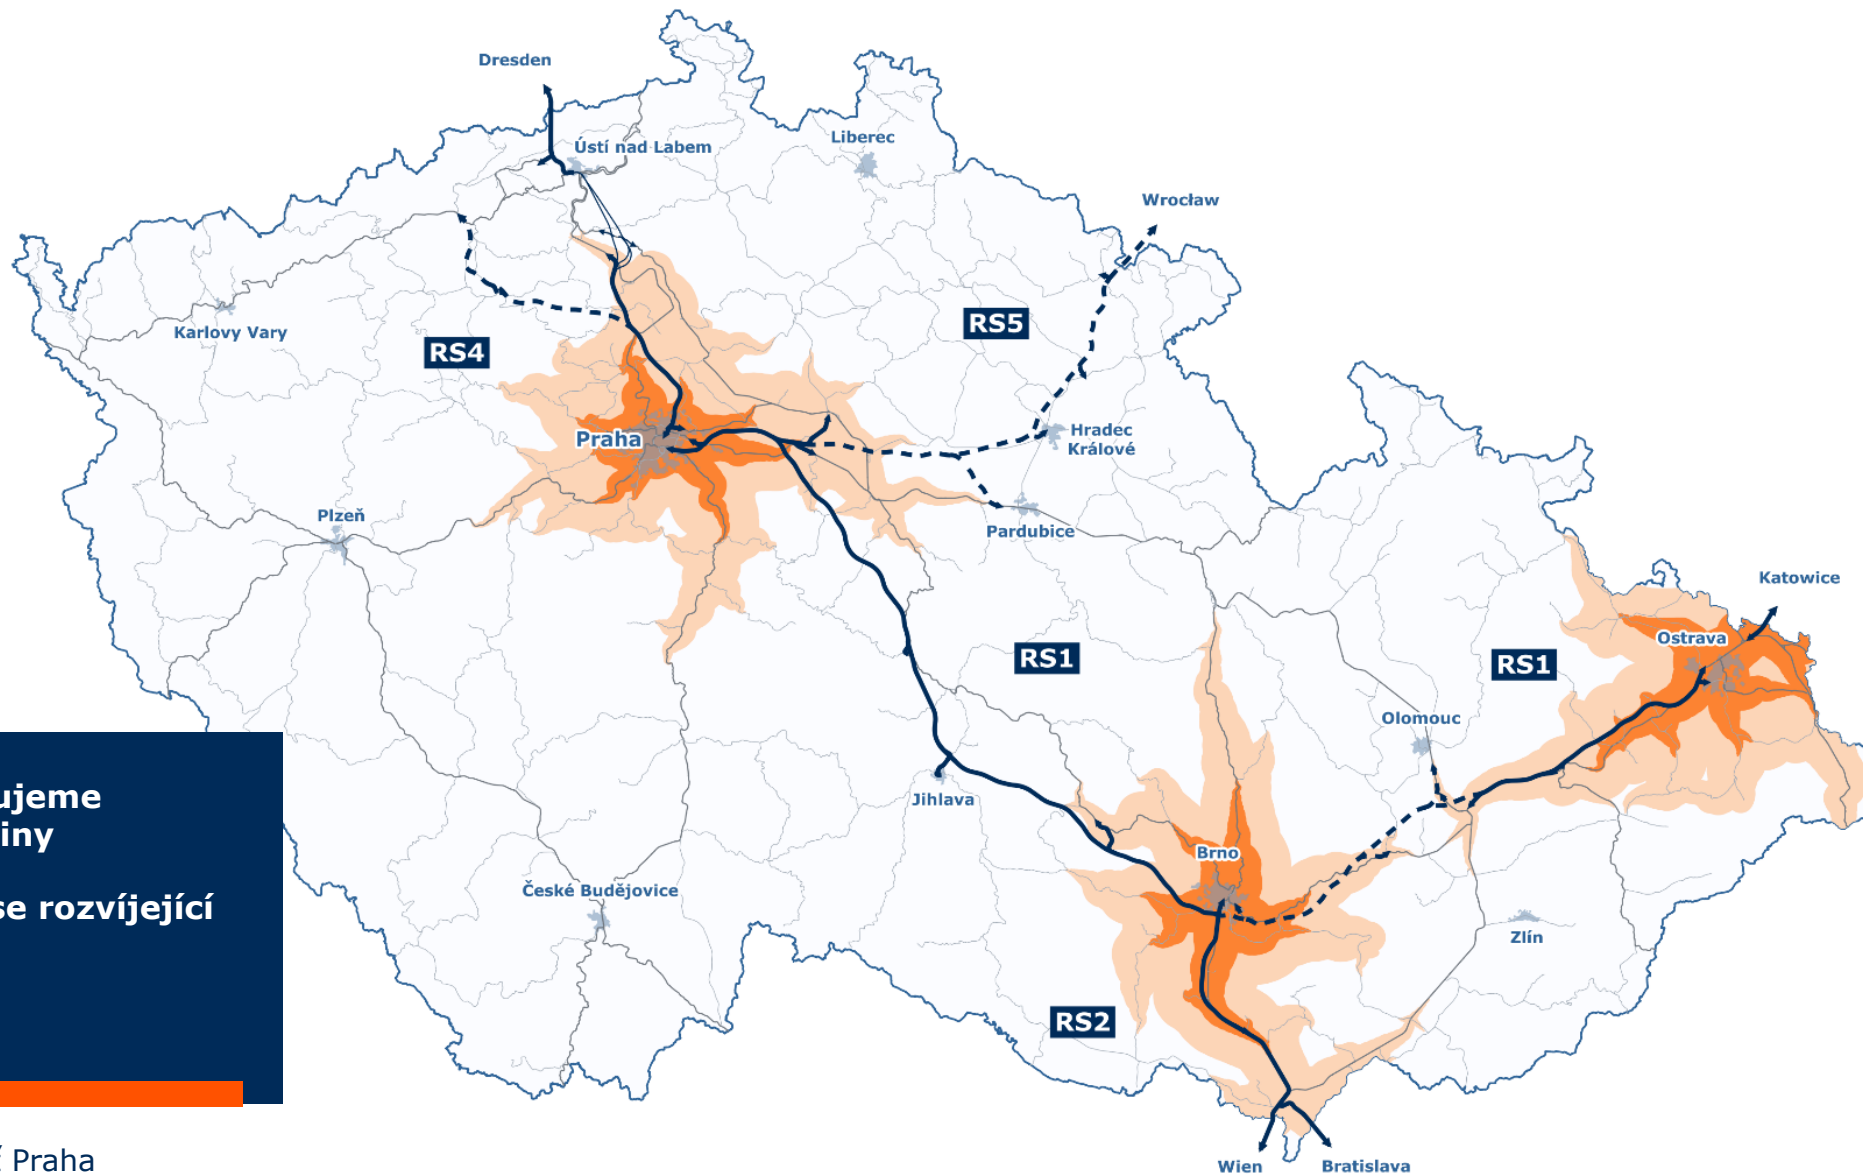 Dresden
Ústí nad Labem
Liberec
Wrocław
Karlovy Vary
RS4
RS5
Praha
Hradec
Králové
Plzeň
Pardubice
Katowice
Ostrava
RS1
RS1
Olomouc
Jihlava
Brno
České Budějovice
Zlín
RS2
Wien
Bratislava
ujeme
iny
se rozvíjející
Praha